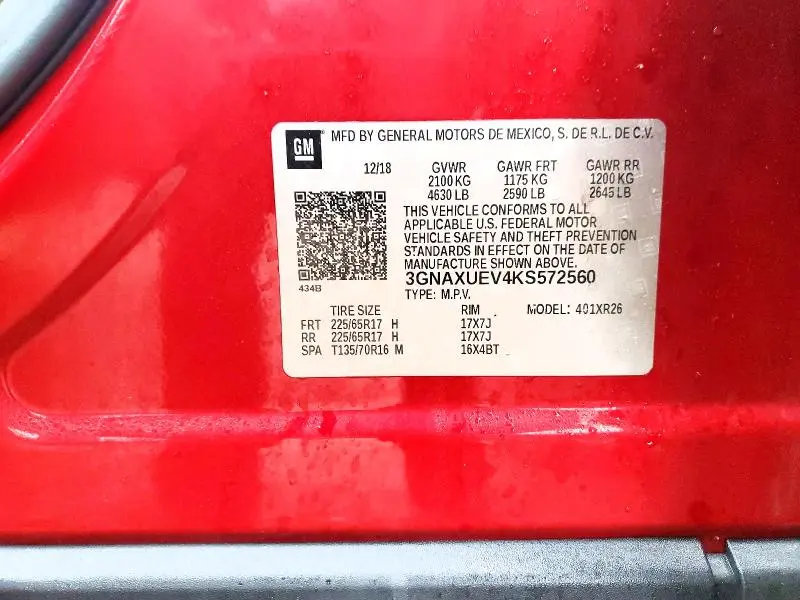 GM MFD BY GENERAL MOTORS DE MEXICO, S. DE R.L. DE C.V.
12/18 GVWR GAWR FRT GAWR RR
2100 KG 1175 KG 1200 KG
4630 LB 2590 LB 2645 LB
THIS VEHICLE CONFORMS TO ALL
APPLICABLE U.S. FEDERAL MOTOR
VEHICLE SAFETY AND THEFT PREVENTION
STANDARDS IN EFFECT ON THE DATE OF
MANUFACTURE SHOWN ABOVE.
3GNAXUEV4KS572560
434B
TYPE: M.P.V.
TIRE SIZE RIM MODEL: 401XR26
FRT 225/65R17 H 17X7J
RR 225/65R17 H 17X7J
SPA T135/70R16 M 16X4BT